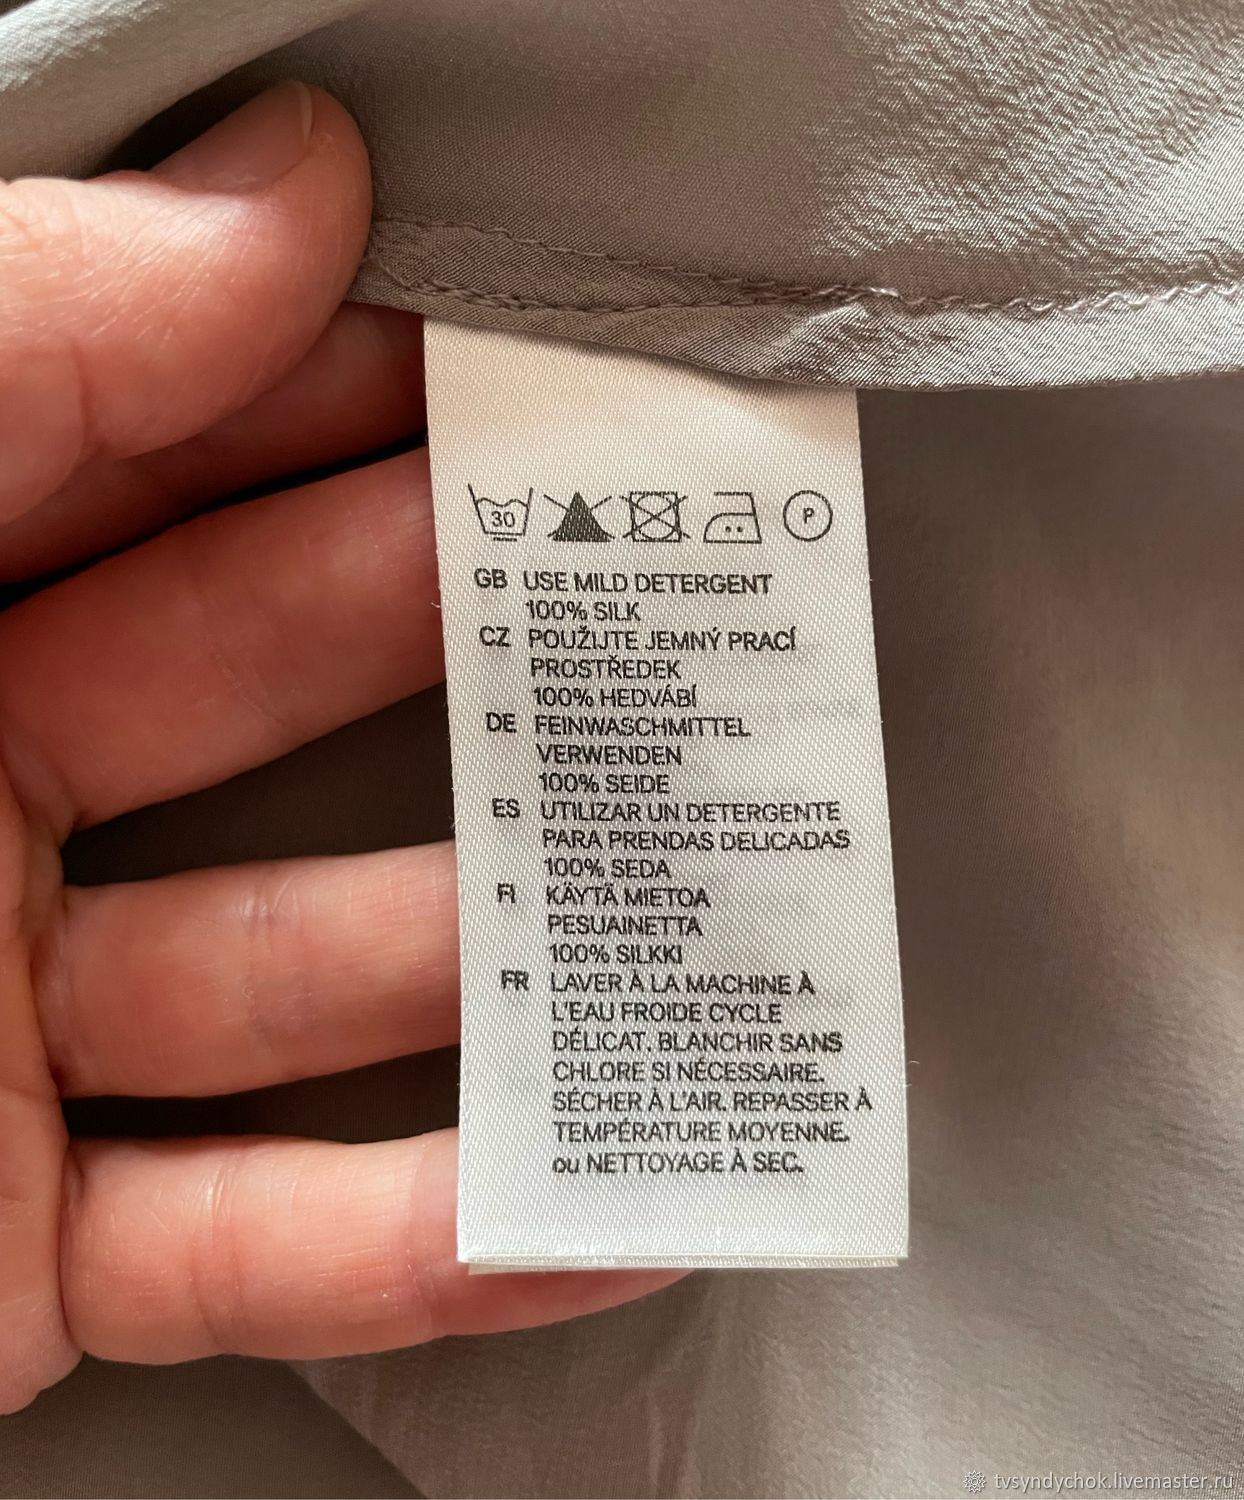 30
P
GB USE MILD DETERGENT
100% SILK
CZ POUŽIJTE JEMNÝ PRACÍ
PROSTŘEDEK
100% HEDVÁBÍ
DE FEINWASCHMITTEL
VERWENDEN
100% SEIDE
ES UTILIZAR UN DETERGENTE
PARA PRENDAS DELICADAS
100% SEDA
FI KÄYTÄ MIETOA
PESUAINETTA
100% SILKKI
FR LAVER À LA MACHINE À
L'EAU FROIDE CYCLE
DÉLICAT. BLANCHIR SANS
CHLORE SI NÉCESSAIRE.
SÉCHER À L'AIR. REPASSER À
TEMPÉRATURE MOYENNE.
ou NETTOYAGE À SEC.
tvsyndychok.livemaster.ru